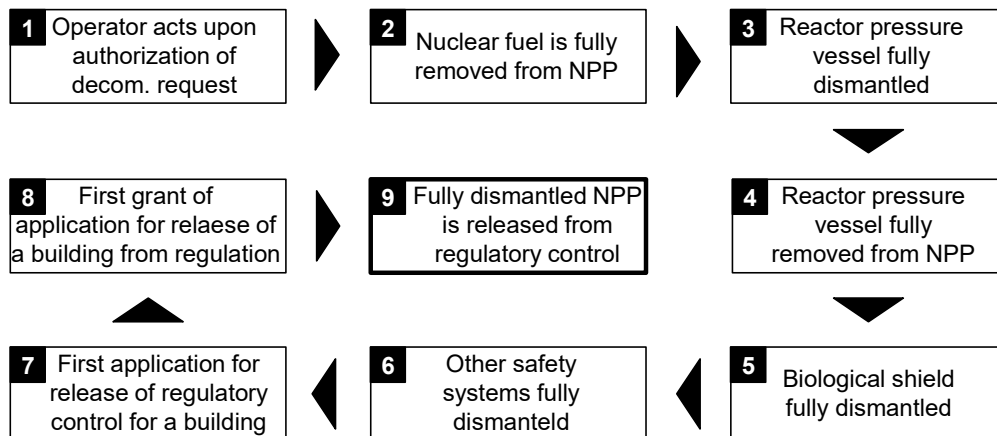 1
Operator acts upon
authorization of
decom. request
2
Nuclear fuel is fully
removed from NPP
3
Reactor pressure
vessel fully
dismantled
4
Reactor pressure
vessel fully
removed from NPP
5
Biological shield
fully dismantled
6
Other safety
systems fully
dismanteld
7
First application for
release of regulatory
control for a building
8
First grant of
application for relaese of
a building from regulation
9
Fully dismantled NPP
is released from
regulatory control